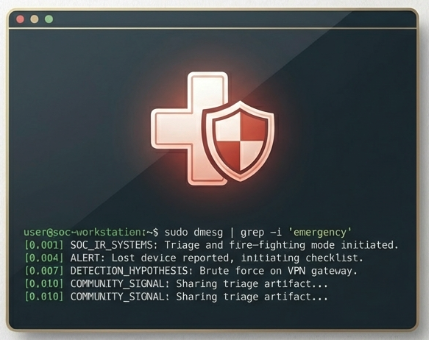 user@soc-workstation:~$ sudo dmesg | grep -i 'emergency'
[0.001] SOC_IR_SYSTEMS: Triage and fire-fighting mode initiated.
[0.004] ALERT: Lost device reported, initiating checklist.
[0.007] DETECTION_HYPOTHESIS: Brute force on VPN gateway.
[0.010] COMMUNITY_SIGNAL: Sharing triage artifact...
[0.010] COMMUNITY_STONAL: Sharing triage artifact...